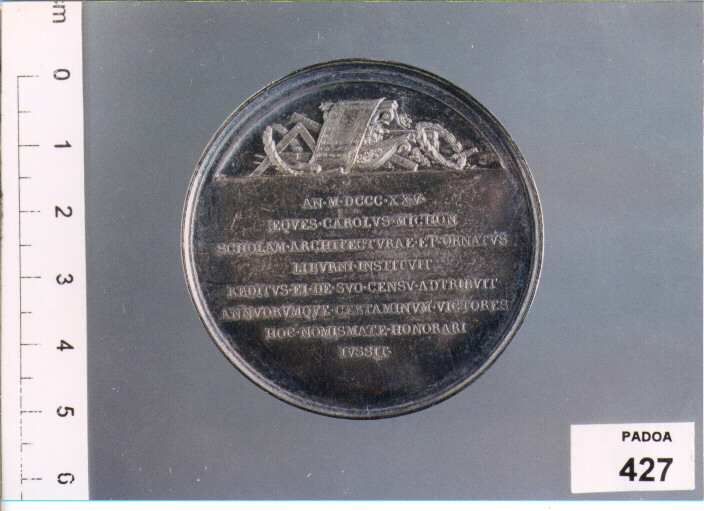 cm
0
1
2
3
4
5
6
AN·M·DCCC·XXV·
EQVES·CAROLVS·MICHON
SCHOLAM·ARCHITECTVRAE·ET·ORNATVS
LIBVRNI·INSTITVIT
REDITVS·EI·DE·SVO·CENSV·ADTRIBVIT
ANNVORVMQVE·CERTAMINVM·VICTORES
HOC·NOMISMATE·HONORARI
IVSSIT·
PADOA
427